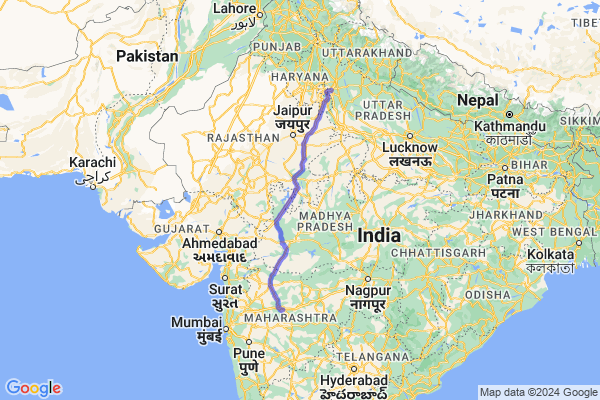 Lahore
لاہور
Pakistan
PUNJAB
UTTARAKHAND
HARYANA
TIBE
Jaipur
जयपुर
UTTAR
PRADESH
Nepal
Kathmandu
काठमाडौं
SIKKIM
RAJASTHAN
Lucknow
लखनऊ
Karachi
کراچی
BIHAR
Patna
पटना
GUJARAT
MADHYA
PRADESH
India
JHARKHAND
WEST BENGAL
Ahmedabad
અમદાવાદ
CHHATTISGARH
Kolkata
কলকাতা
Surat
સુરત
Nagpur
नागपूर
ODISHA
Mumbai
मुंबई
MAHARASHTRA
Pune
पुणे
TELANGANA
Hyderabad
హైదరాబాద్
Google
Map data ©2024 Google